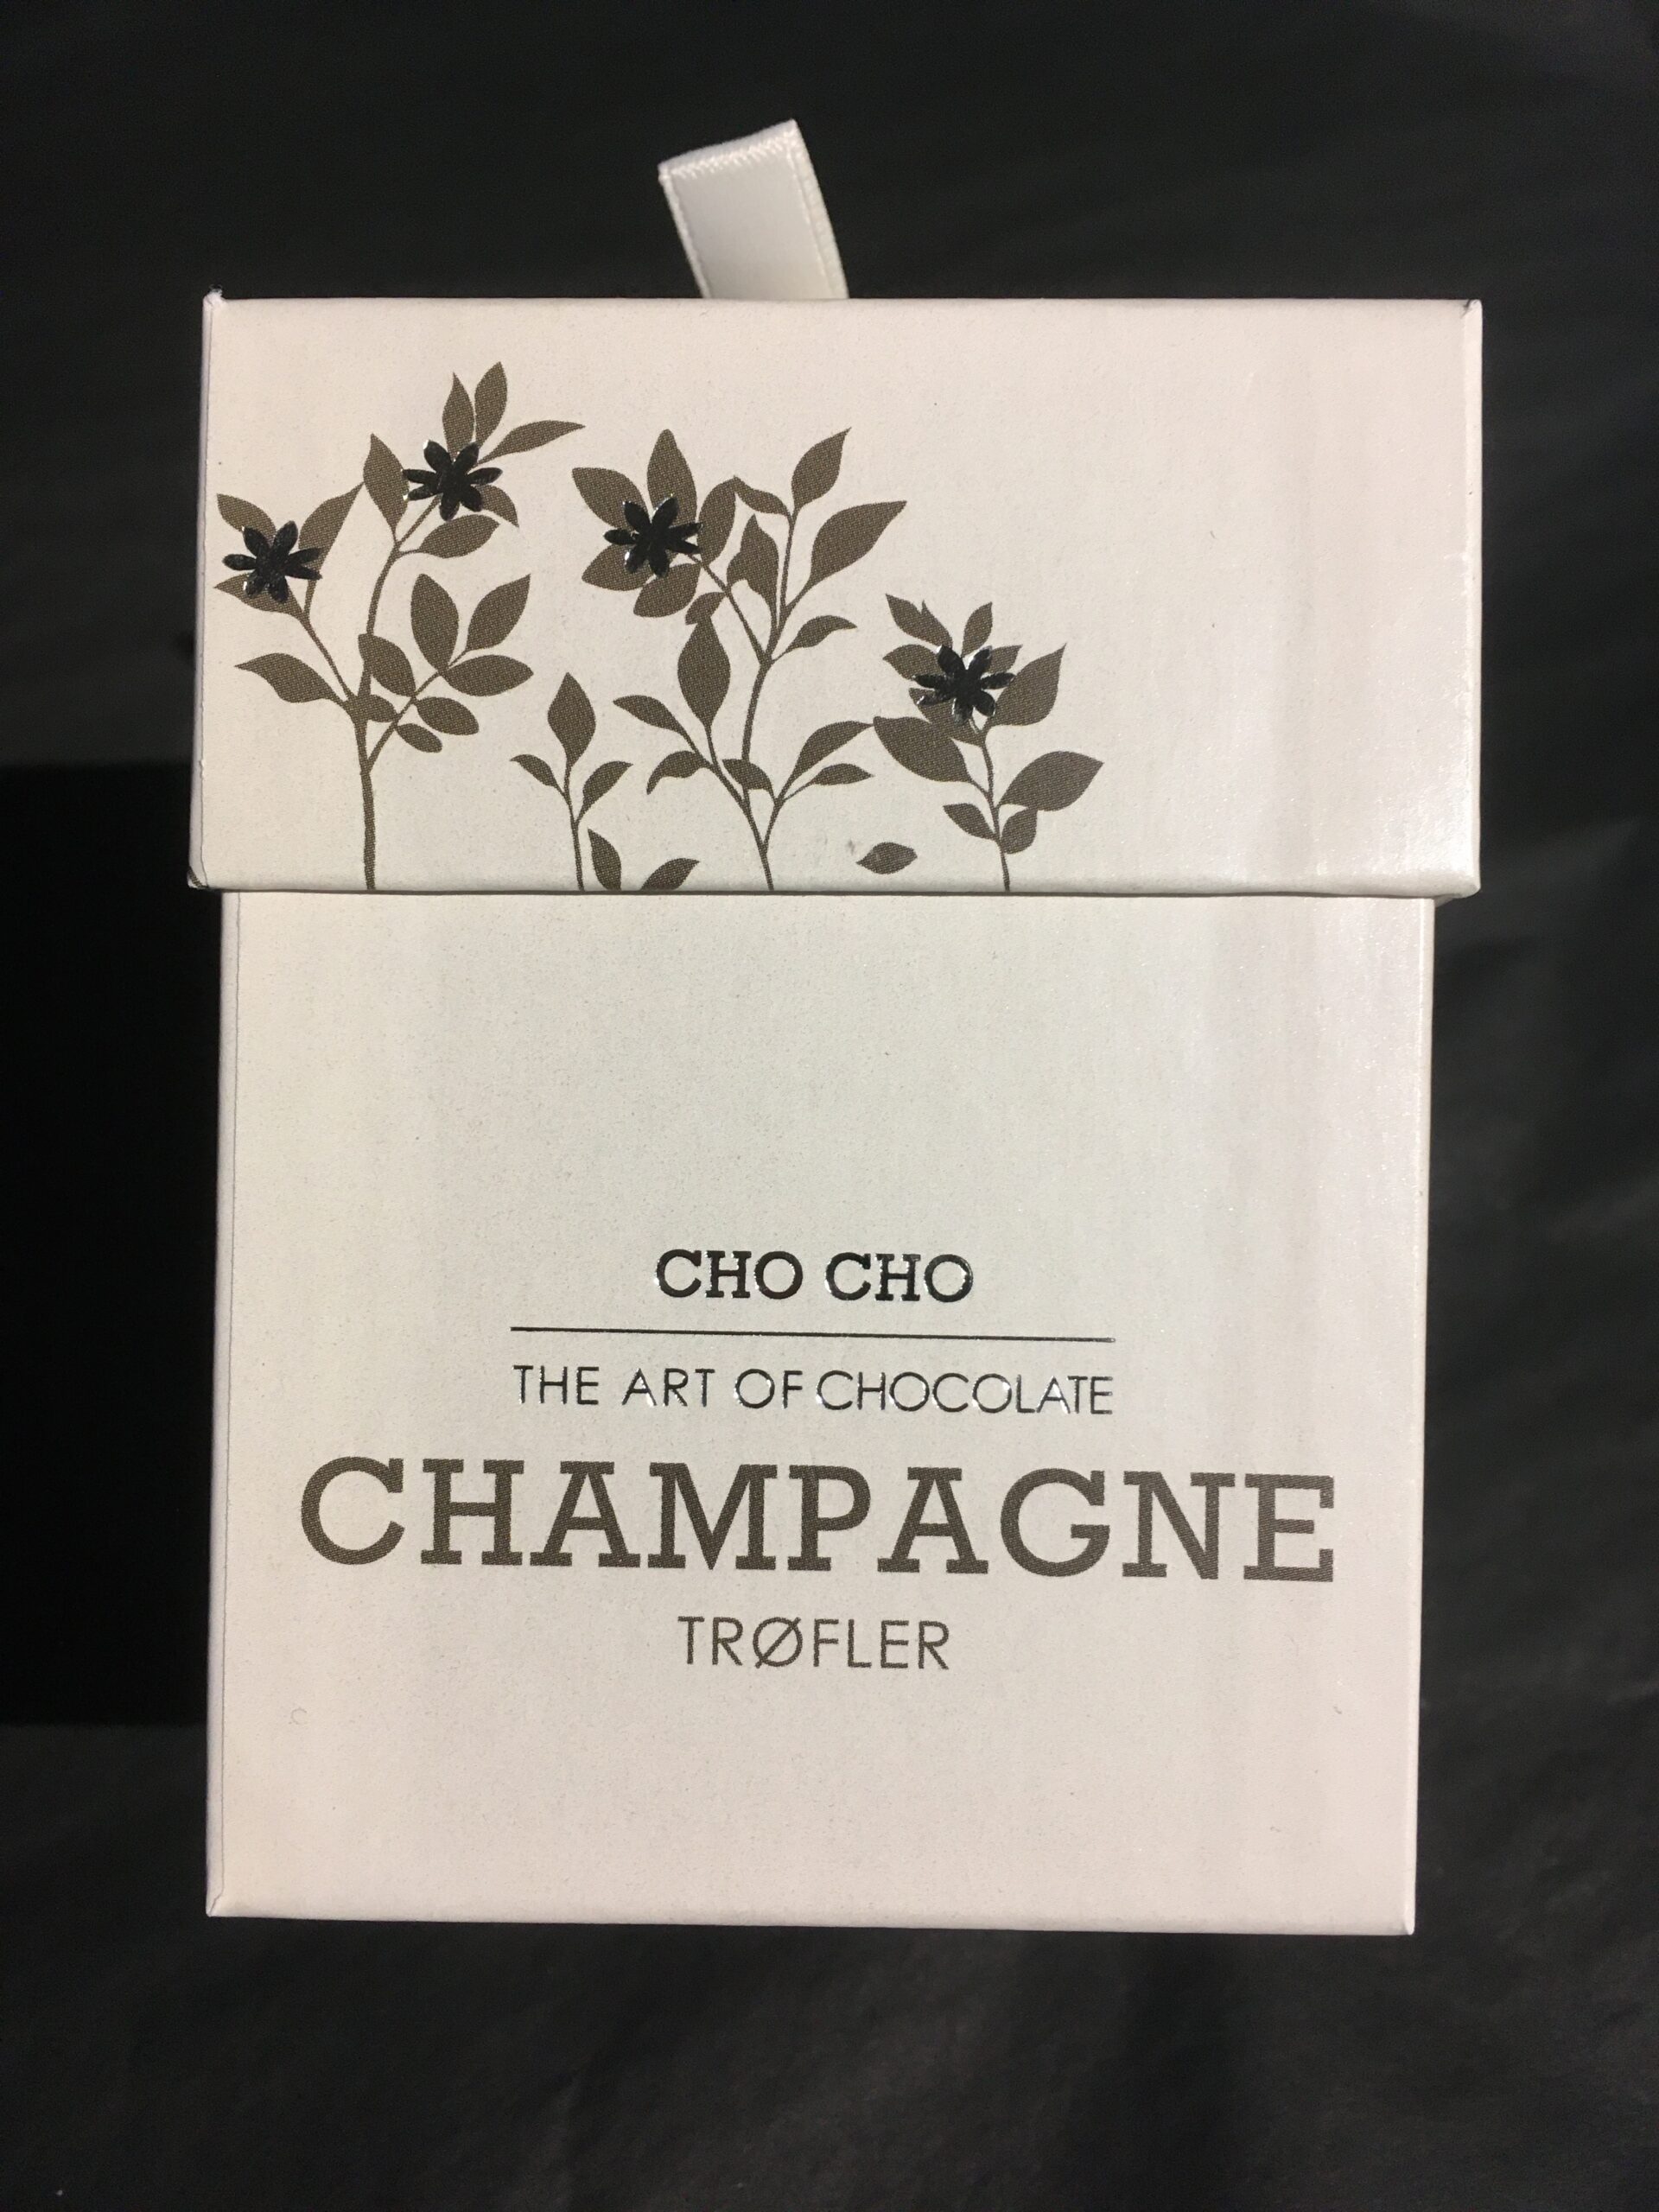 CHO CHO
THE ART OF CHOCOLATE
CHAMPAGNE
TRØFLER